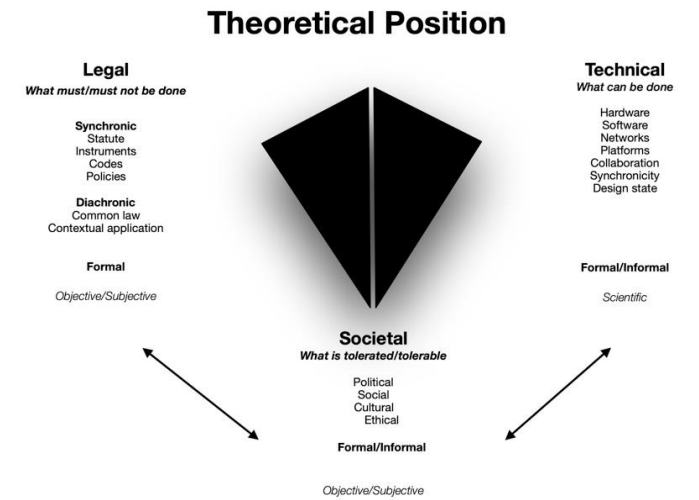 Theoretical Position
Legal
What must/must not be done
Synchronic
Statute
Instruments
Codes
Policies
Diachronic
Common law
Contextual application
Formal
Objective/Subjective
Technical
What can be done
Hardware
Software
Networks
Platforms
Collaboration
Synchronicity
Design state
Formal/Informal
Scientific
Societal
What is tolerated/tolerable
Political
Social
Cultural
Ethical
Formal/Informal
Objective/Subjective